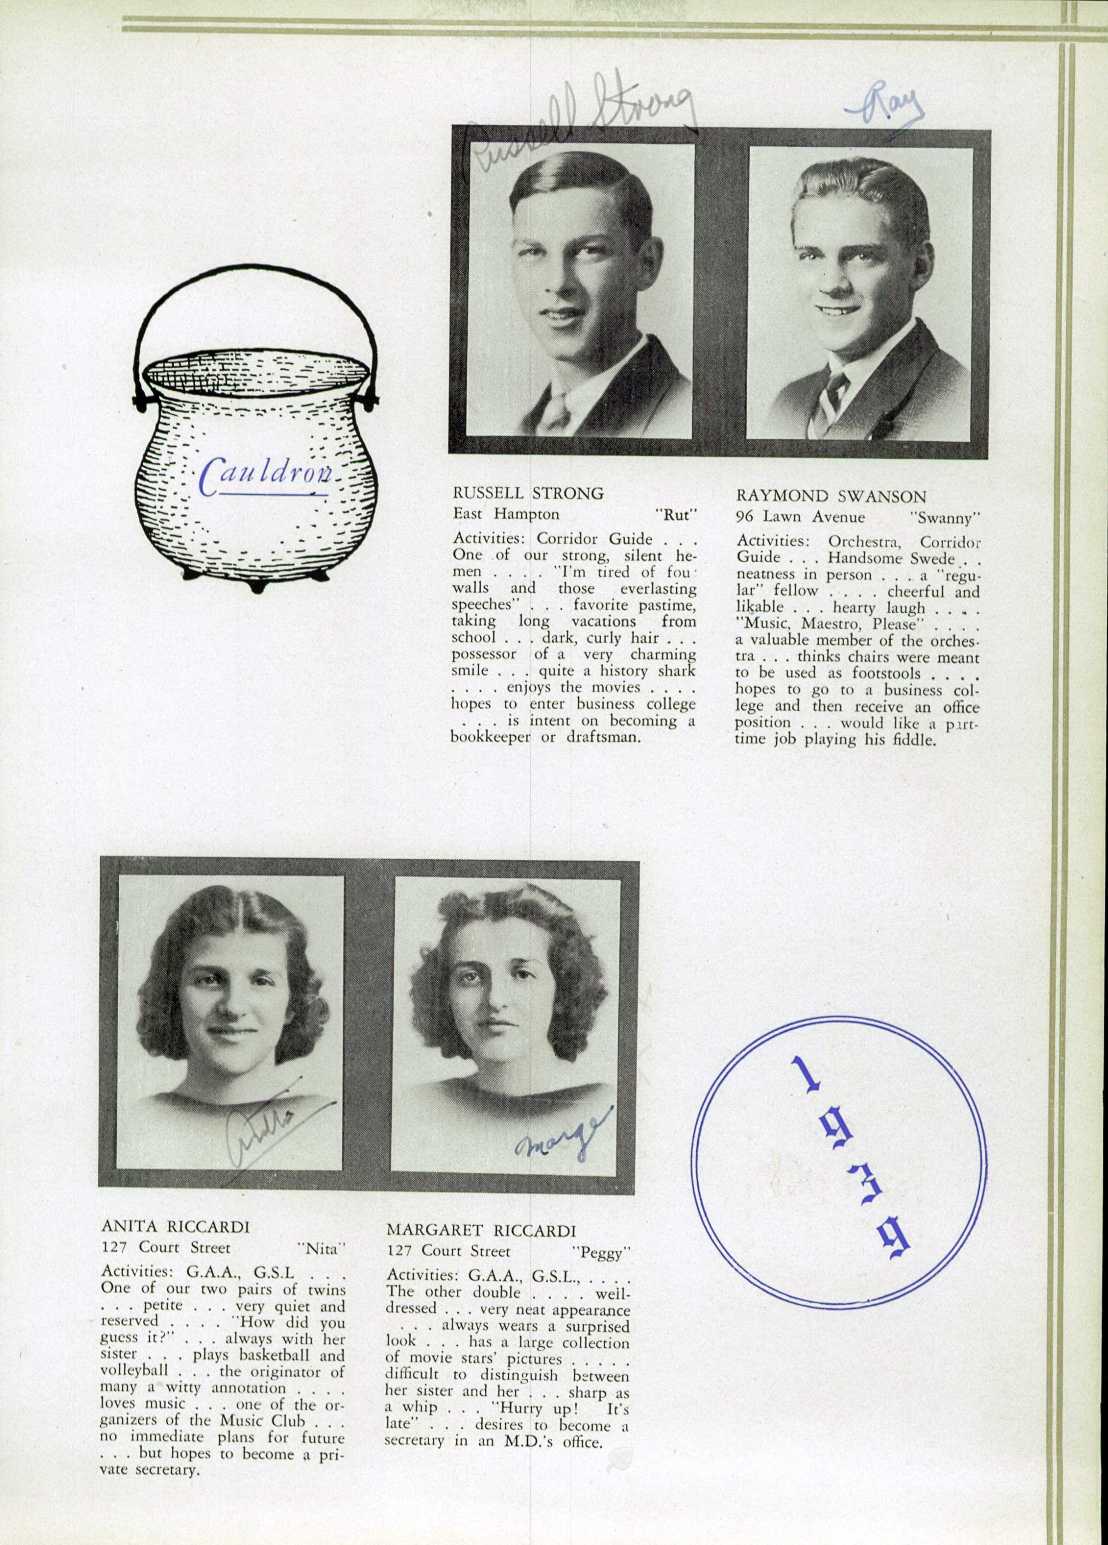 Russell Strong
Ray
Cauldron
RUSSELL STRONG
East Hampton "Rut"
Activities: Corridor Guide . . .
One of our strong, silent he-
men . . . . "I'm tired of fou
walls and those everlasting
speeches" . . . favorite pastime,
taking long vacations from
school . . . dark, curly hair . . .
possessor of a very charming
smile . . . quite a history shark
. . . . enjoys the movies . . . .
hopes to enter business college
. . . . is intent on becoming a
bookkeeper or draftsman.
RAYMOND SWANSON
96 Lawn Avenue "Swanny"
Activities: Orchestra, Corridor
Guide . . . Handsome Swede . .
neatness in person . . . a "regu-
lar" fellow . . . . cheerful and
likable . . . hearty laugh . . . .
"Music, Maestro, Please" . . . .
a valuable member of the orches-
tra . . . thinks chairs were meant
to be used as footstools . . . .
hopes to go to a business col-
lege and then receive an office
position . . . would like a part-
time job playing his fiddle.
Anita
Marge
ANITA RICCARDI
127 Court Street "Nita"
Activities: G.A.A., G.S.L . . .
One of our two pairs of twins
. . . petite . . . very quiet and
reserved . . . . "How did you
guess it?" . . . always with her
sister . . . plays basketball and
volleyball . . . the originator of
many a witty annotation . . . .
loves music . . . one of the or-
ganizers of the Music Club . . .
no immediate plans for future
. . . but hopes to become a pri-
vate secretary.
MARGARET RICCARDI
127 Court Street "Peggy"
Activities: G.A.A., G.S.L., . . . .
The other double . . . . well-
dressed . . . very neat appearance
. . . always wears a surprised
look . . . has a large collection
of movie stars' pictures . . . . .
difficult to distinguish between
her sister and her . . . sharp as
a whip . . . "Hurry up! It's
late" . . . desires to become a
secretary in an M.D.'s office.
1939